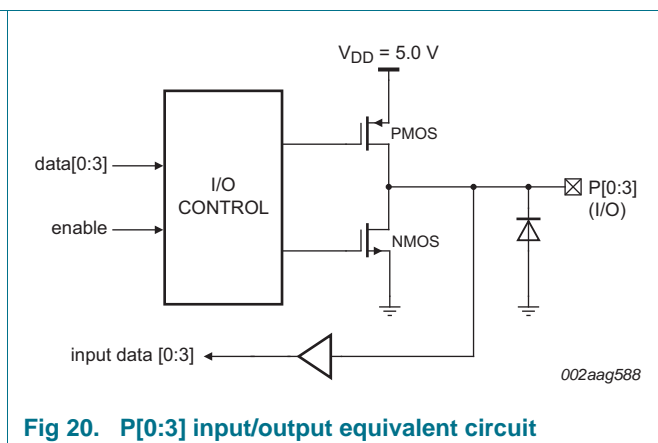 V_DD = 5.0 V
PMOS
data[0:3]
I/O
CONTROL
P[0:3]
(I/O)
enable
NMOS
input data [0:3]
002aag588
Fig 20. P[0:3] input/output equivalent circuit